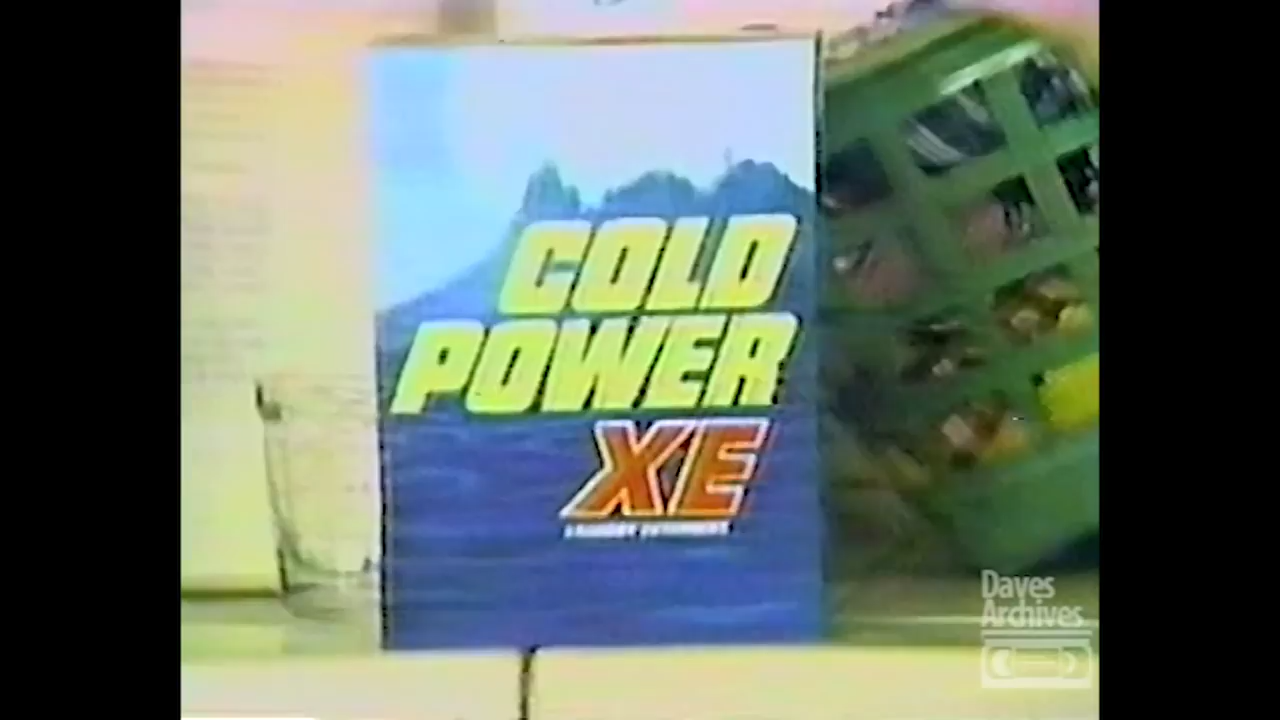 COLD
POWER
XE
LAUNDRY DETERGENT
Daves
Archives